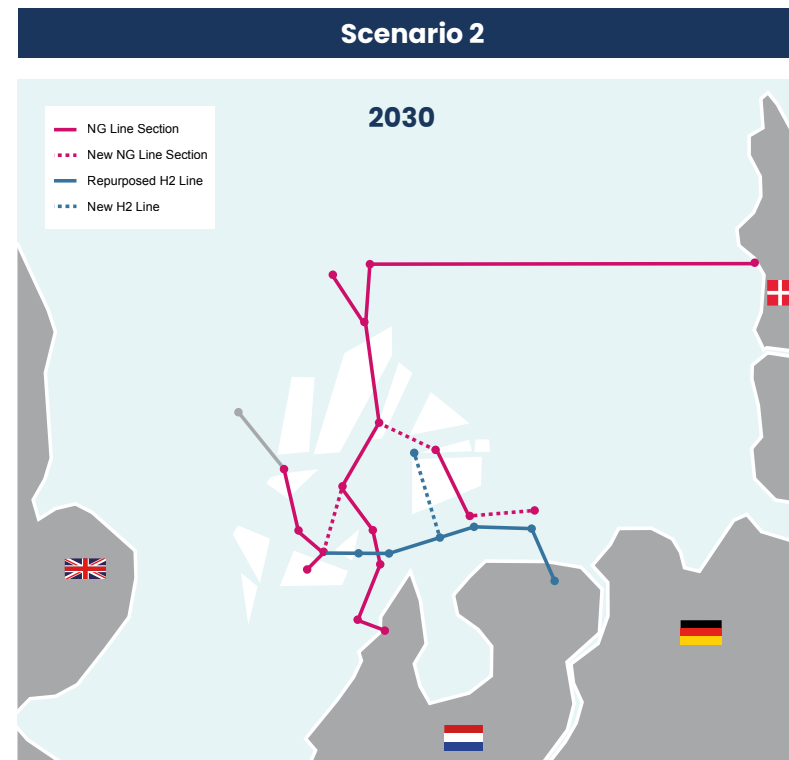 Scenario 2
2030
NG Line Section
New NG Line Section
Repurposed H2 Line
New H2 Line